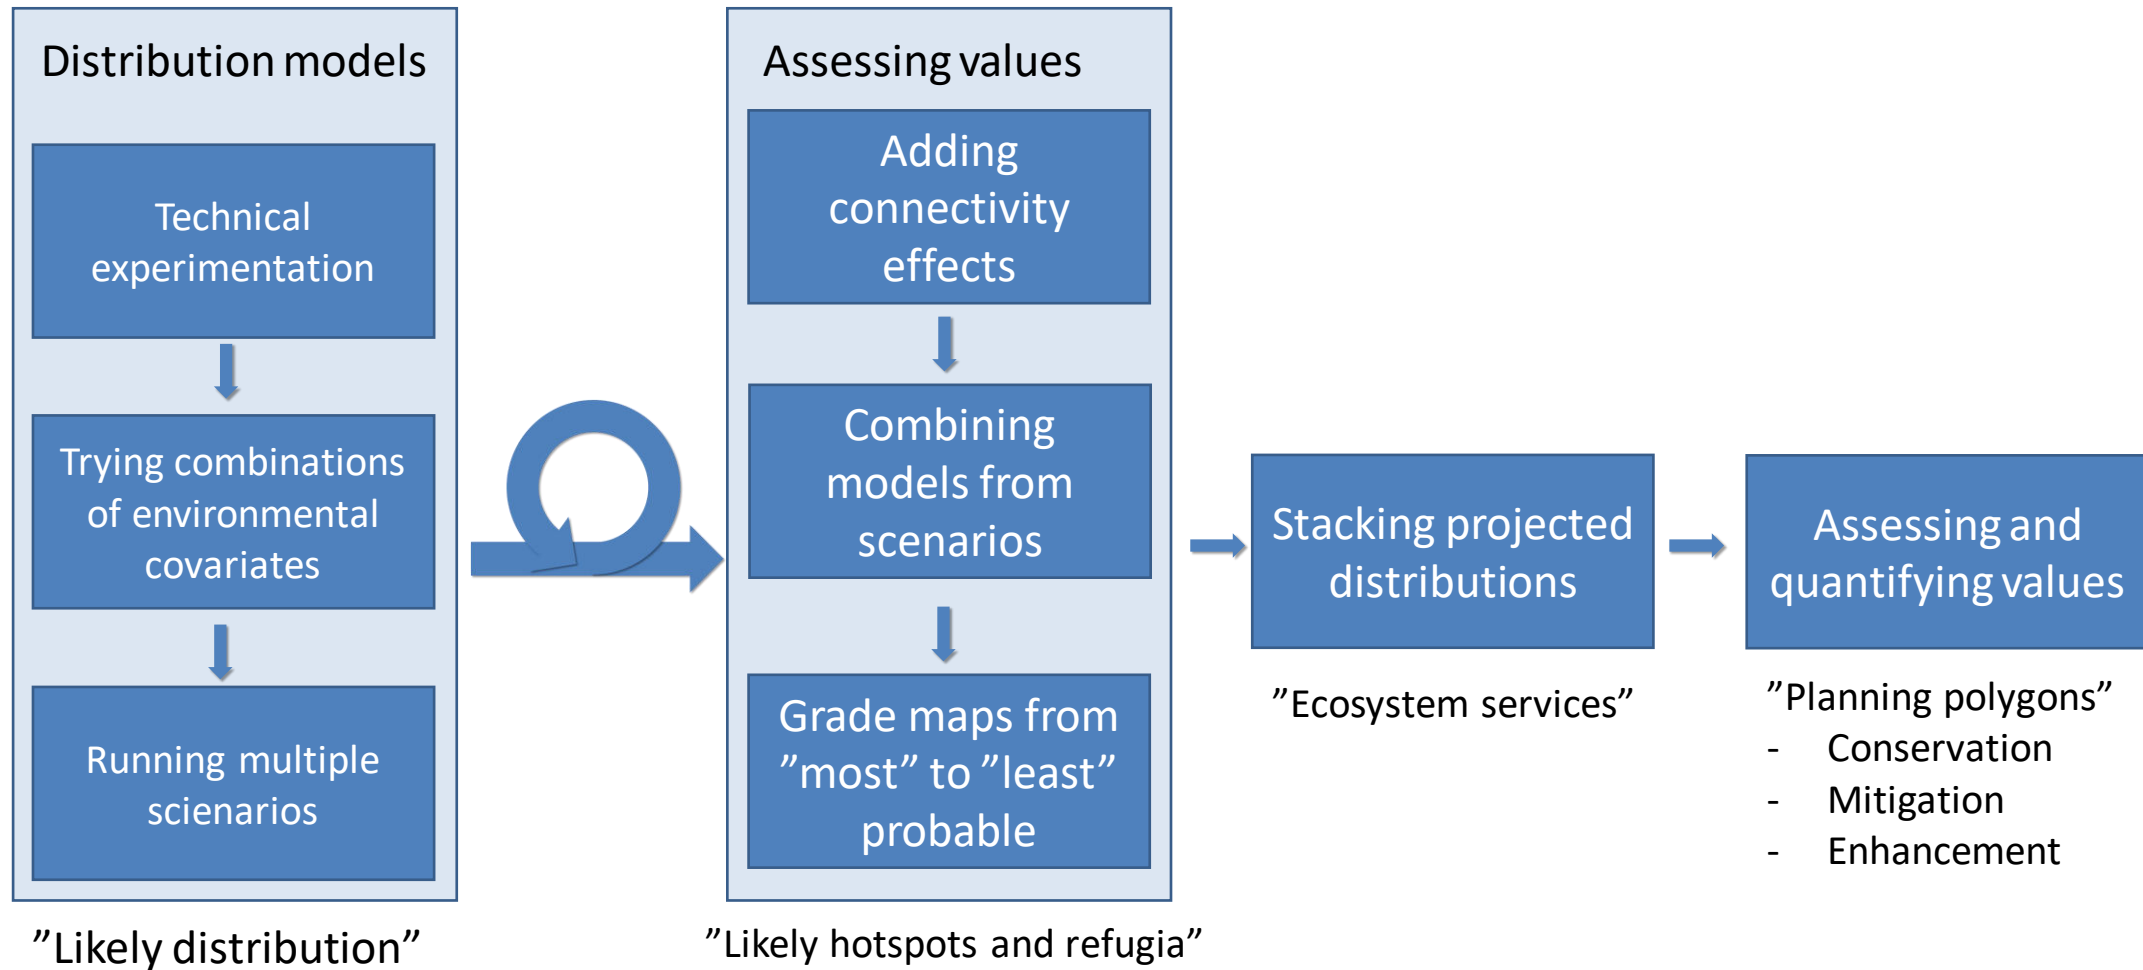 Distribution models
Technical
experimentation
Trying combinations
of environmental
covariates
Running multiple
scienarios
”Likely distribution”
Assessing values
Adding
connectivity
effects
Combining
models from
scenarios
Grade maps from
”most” to ”least”
probable
”Likely hotspots and refugia”
Stacking projected
distributions
”Ecosystem services”
Assessing and
quantifying values
”Planning polygons”
- Conservation
- Mitigation
- Enhancement